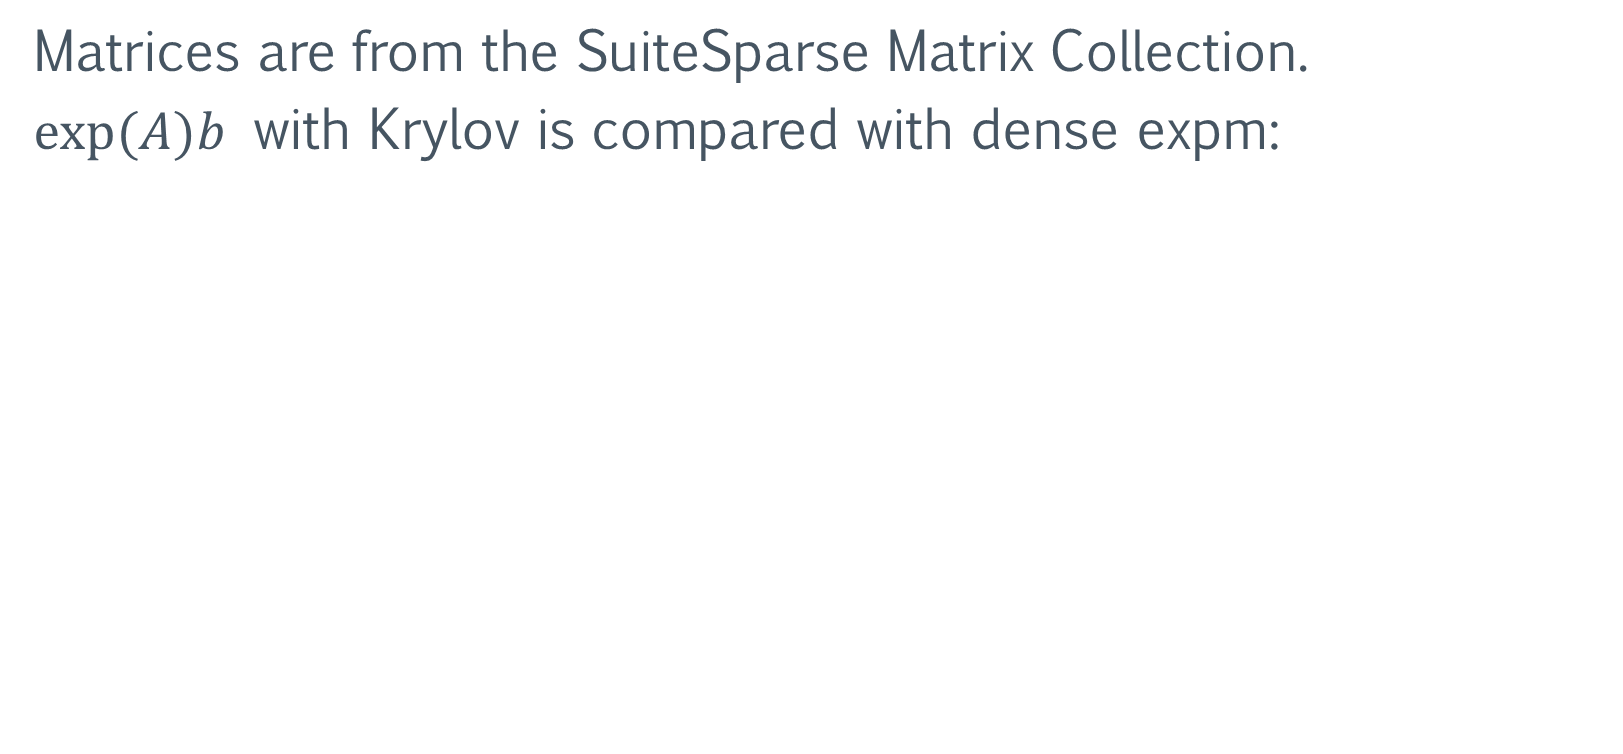 Matrices are from the SuiteSparse Matrix Collection.
exp(A)b with Krylov is compared with dense expm: